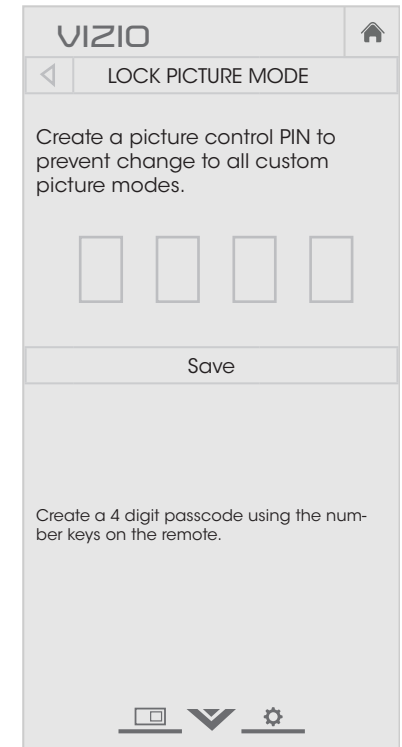 VIZIO
LOCK PICTURE MODE
Create a picture control PIN to
prevent change to all custom
picture modes.
Save
Create a 4 digit passcode using the num-
ber keys on the remote.